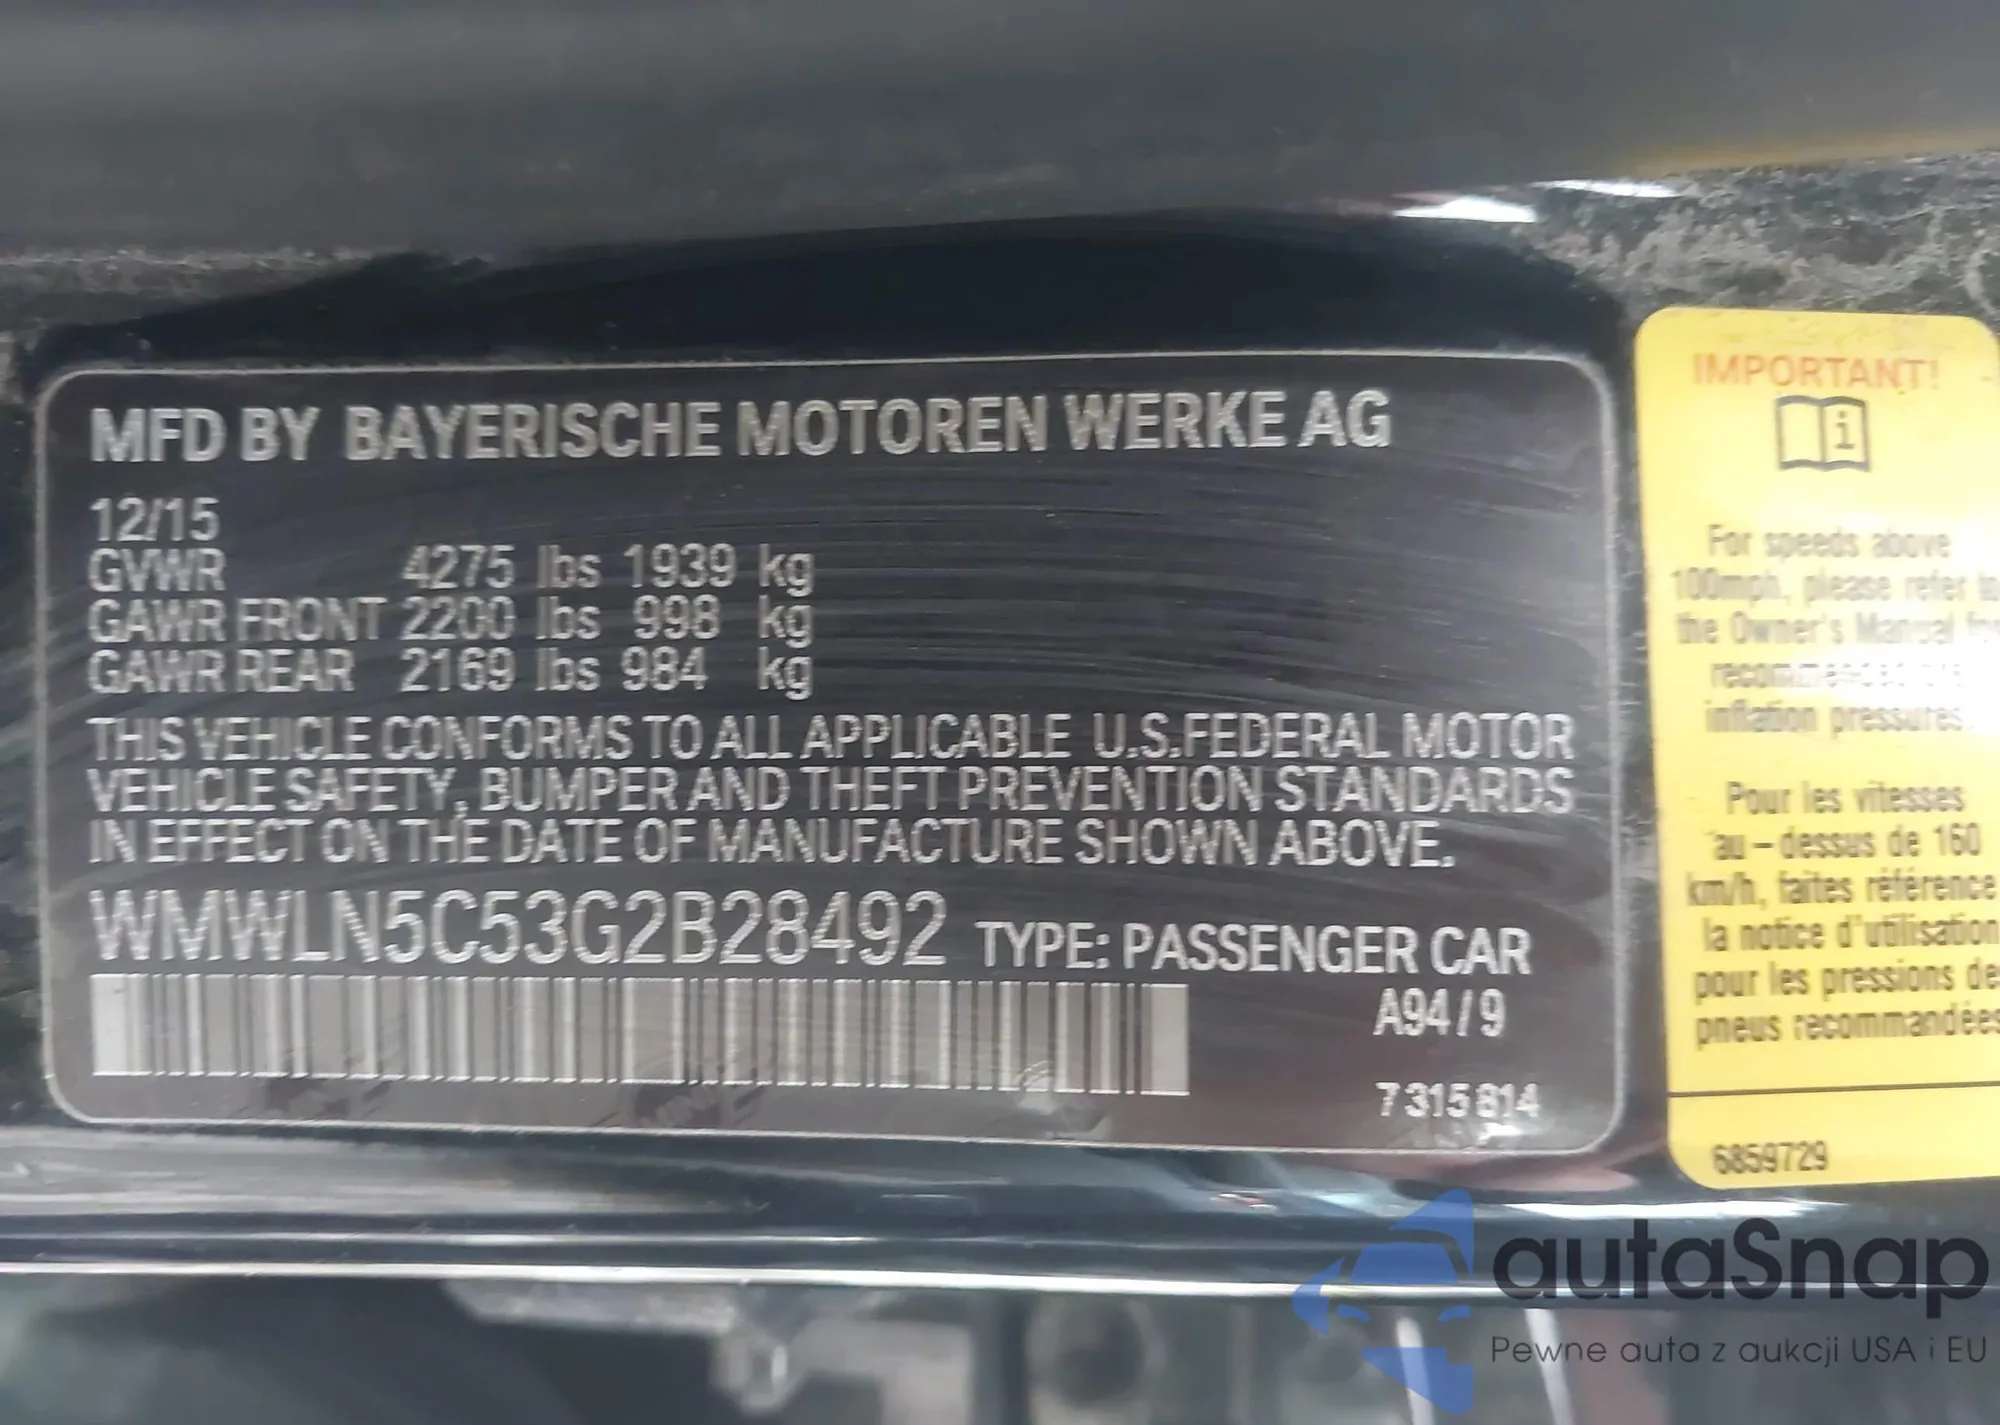 MFD BY BAYERISCHE MOTOREN WERKE AG
12/15
GVWR 4275 lbs 1939 kg
GAWR FRONT 2200 lbs 998 kg
GAWR REAR 2169 lbs 984 kg
THIS VEHICLE CONFORMS TO ALL APPLICABLE U.S.FEDERAL MOTOR
VEHICLE SAFETY, BUMPER AND THEFT PREVENTION STANDARDS
IN EFFECT ON THE DATE OF MANUFACTURE SHOWN ABOVE.
WMWLN5C53G2B28492 TYPE: PASSENGER CAR
A94/9
7 315 814
IMPORTANT!
i
For speeds above
100mph, please refer to
the Owner's Manual for
inflation pressures.
Pour les vitesses
au-dessus de 160
km/h, faites référence
la notice d'utilisation
pour les pressions de
pneus recommandées
6859729
autaSnap
Pewne auta z aukcji USA i EU